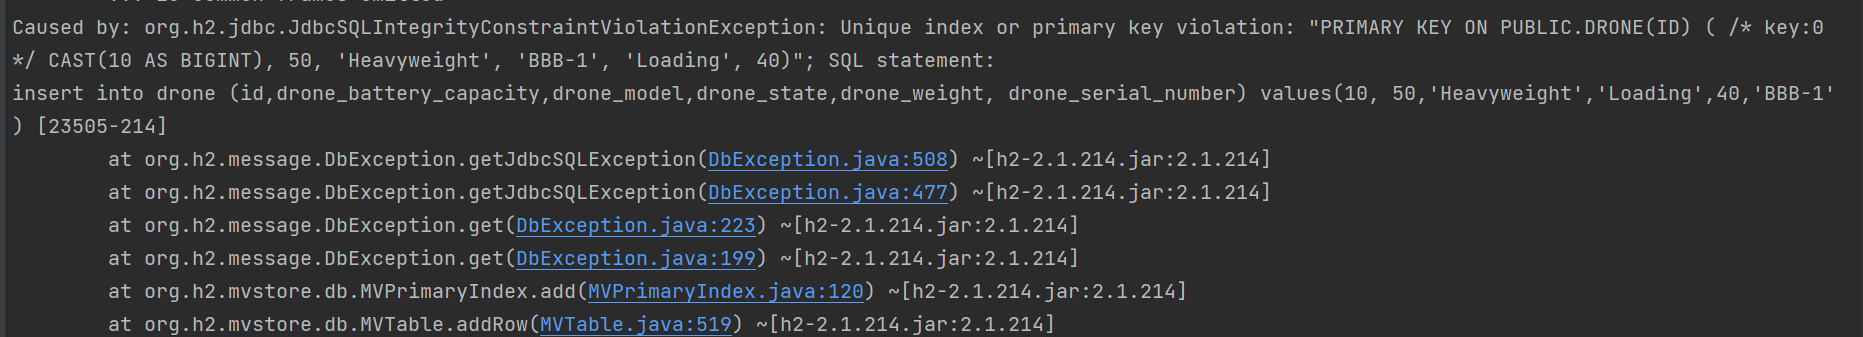 Caused by: org.h2.jdbc.JdbcSQLIntegrityConstraintViolationException: Unique index or primary key violation: "PRIMARY KEY ON PUBLIC.DRONE(ID) ( /* key:0
*/ CAST(10 AS BIGINT), 50, 'Heavyweight', 'BBB-1', 'Loading', 40)"; SQL statement:
insert into drone (id,drone_battery_capacity,drone_model,drone_state,drone_weight, drone_serial_number) values(10, 50,'Heavyweight','Loading',40,'BBB-1'
) [23505-214]
at org.h2.message.DbException.getJdbcSQLException(DbException.java:508) ~[h2-2.1.214.jar:2.1.214]
at org.h2.message.DbException.getJdbcSQLException(DbException.java:477) ~[h2-2.1.214.jar:2.1.214]
at org.h2.message.DbException.get(DbException.java:223) ~[h2-2.1.214.jar:2.1.214]
at org.h2.message.DbException.get(DbException.java:199) ~[h2-2.1.214.jar:2.1.214]
at org.h2.mvstore.db.MVPrimaryIndex.add(MVPrimaryIndex.java:120) ~[h2-2.1.214.jar:2.1.214]
at org.h2.mvstore.db.MVTable.addRow(MVTable.java:519) ~[h2-2.1.214.jar:2.1.214]